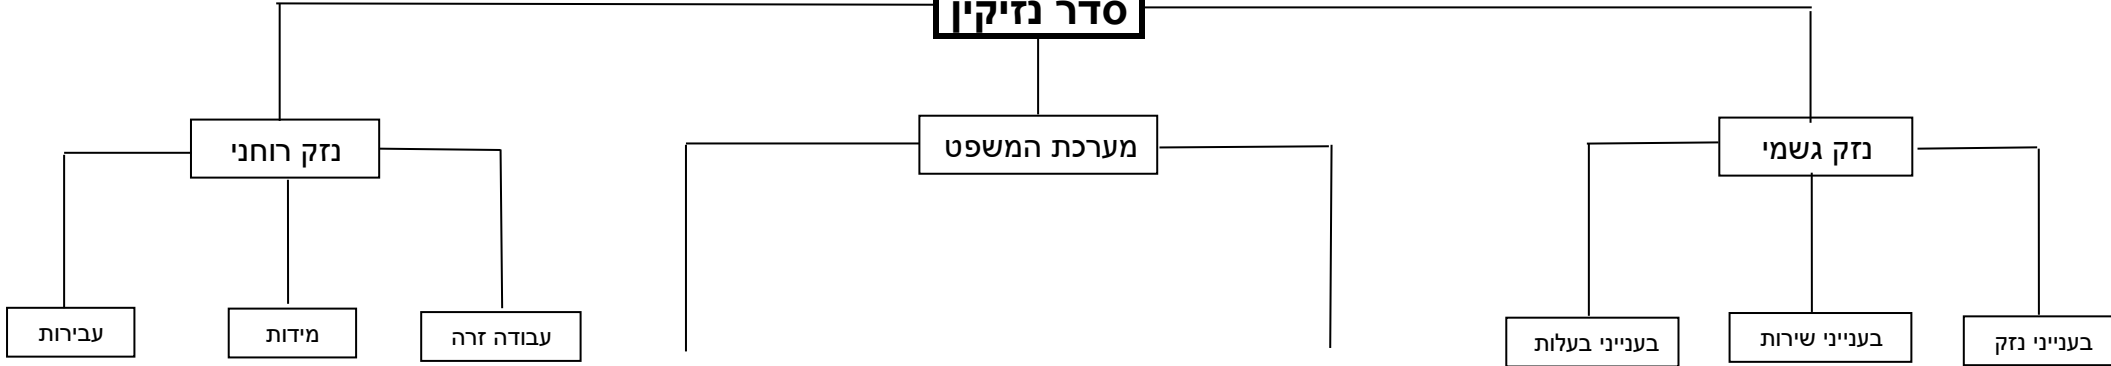 סדר נזיקין
נזק גשמי
מערכת המשפט
נזק רוחני
בענייני נזק
בענייני שירות
בענייני בעלות
עבודה זרה
מידות
עבירות